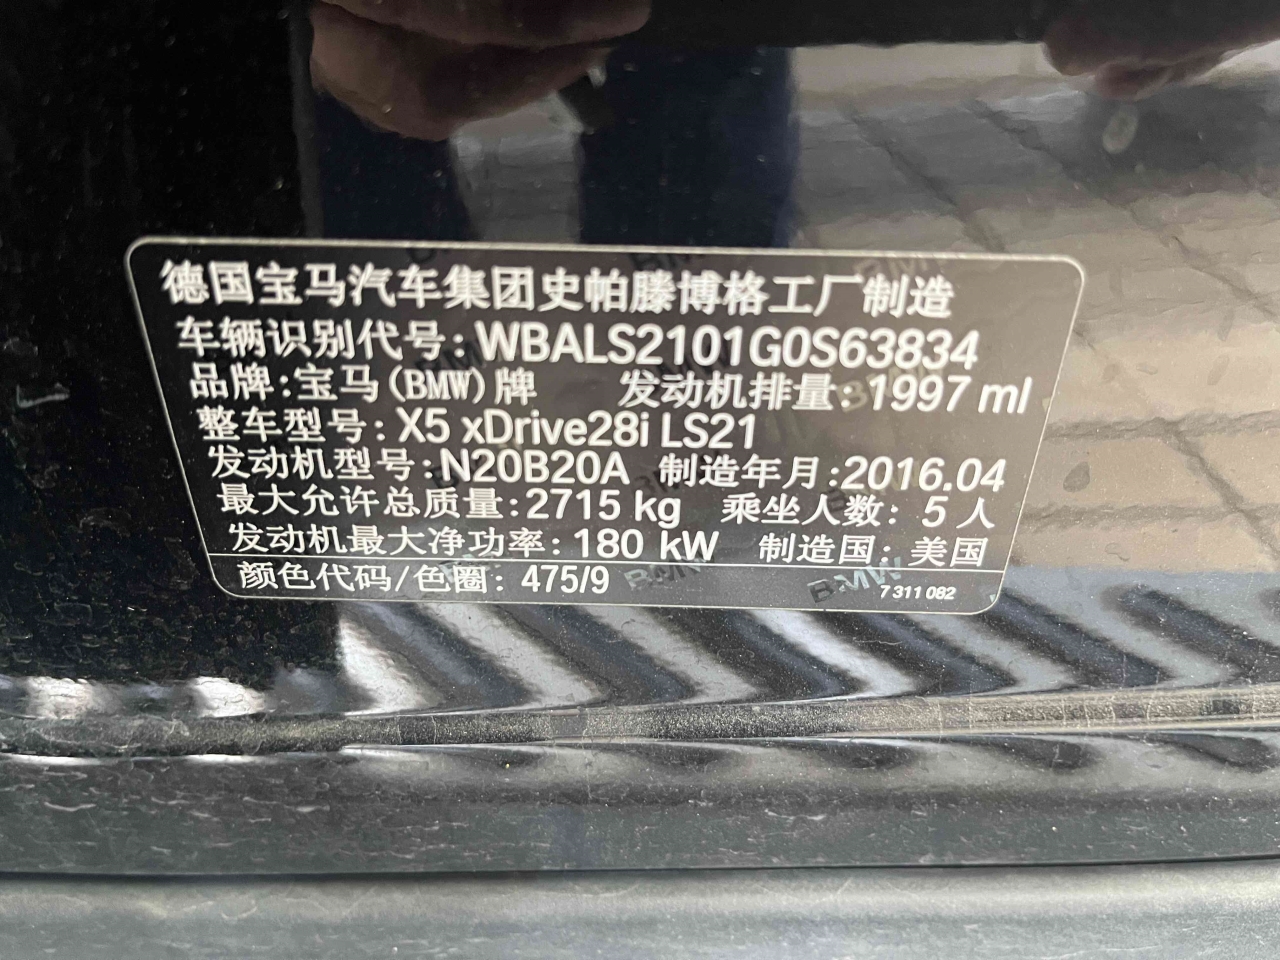 德国宝马汽车集团史帕滕博格工厂制造
车辆识别代号: WBALS2101G0S63834
品牌: 宝马(BMW)牌 发动机排量: 1997 ml
整车型号: X5 xDrive28i LS21
发动机型号: N20B20A 制造年月: 2016.04
最大允许总质量: 2715 kg 乘坐人数: 5 人
发动机最大净功率: 180 kW 制造国: 美国
颜色代码/色圈: 475/9 7 311 082
BMW BMW BMW